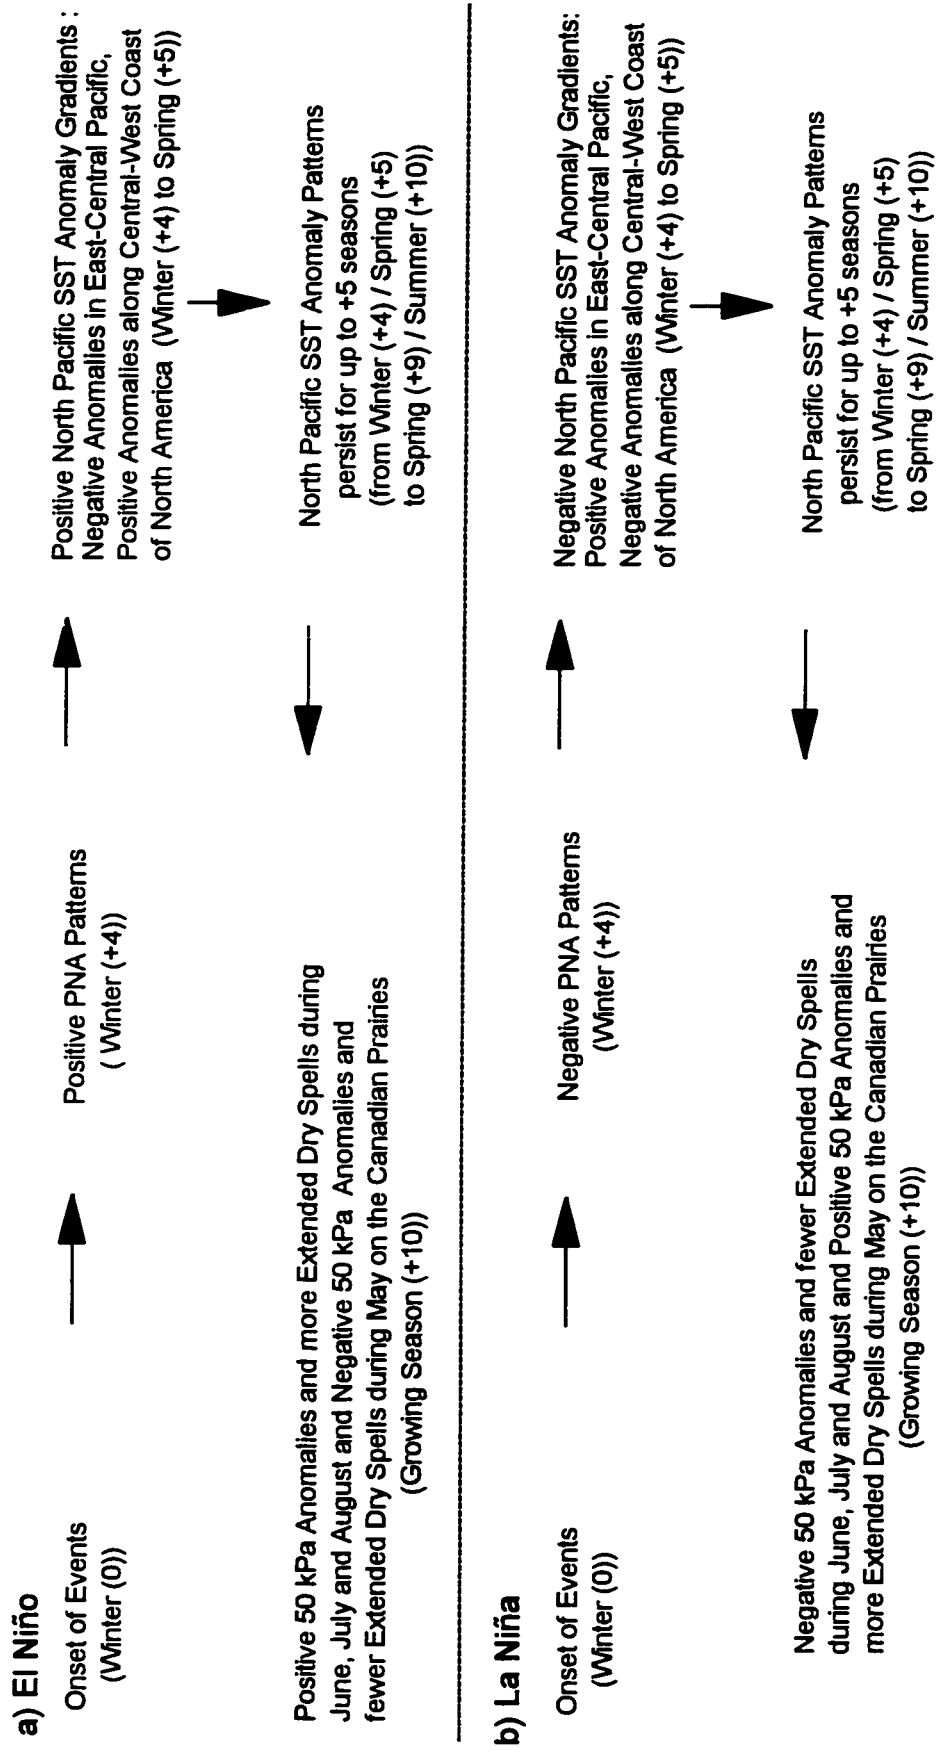 a) El Niño
Onset of Events
(Winter (0))
Positive PNA Patterns
( Winter (+4))
Positive North Pacific SST Anomaly Gradients :
Negative Anomalies in East-Central Pacific,
Positive Anomalies along Central-West Coast
of North America (Winter (+4) to Spring (+5))
North Pacific SST Anomaly Patterns
persist for up to +5 seasons
(from Winter (+4) / Spring (+5)
to Spring (+9) / Summer (+10))
Positive 50 kPa Anomalies and more Extended Dry Spells during
June, July and August and Negative 50 kPa Anomalies and
fewer Extended Dry Spells during May on the Canadian Prairies
(Growing Season (+10))
b) La Niña
Onset of Events
(Winter (0))
Negative PNA Patterns
(Winter (+4))
Negative North Pacific SST Anomaly Gradients:
Positive Anomalies in East-Central Pacific,
Negative Anomalies along Central-West Coast
of North America (Winter (+4) to Spring (+5))
North Pacific SST Anomaly Patterns
persist for up to +5 seasons
(from Winter (+4) / Spring (+5)
to Spring (+9) / Summer (+10))
Negative 50 kPa Anomalies and fewer Extended Dry Spells
during June, July and August and Positive 50 kPa Anomalies and
more Extended Dry Spells during May on the Canadian Prairies
(Growing Season (+10))